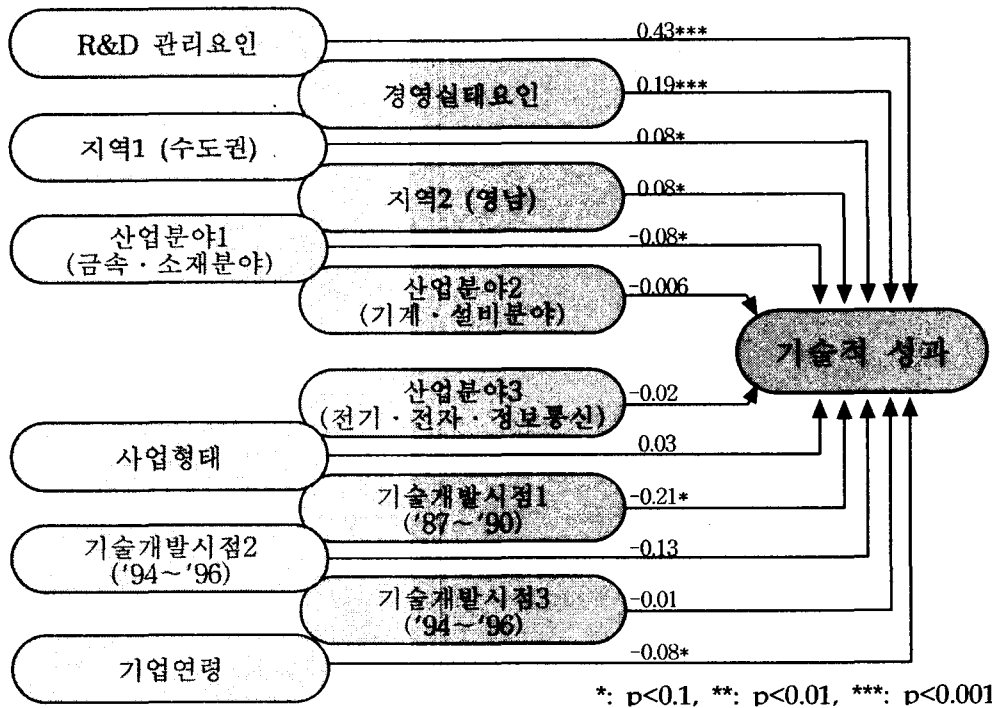 R&D 관리요인
0.43***
경영실태요인
0.19***
지역1 (수도권)
0.08*
지역2 (영남)
0.08*
산업분야1
(금속·소재분야)
-0.08*
산업분야2
(기계·설비분야)
-0.006
기술적 성과
산업분야3
(전기·전자·정보통신)
-0.02
사업형태
0.03
기술개발시점1
('87~'90)
-0.21*
기술개발시점2
('94~'96)
-0.13
기술개발시점3
('94~'96)
-0.01
기업연령
-0.08*
*: p<0.1, **: p<0.01, ***: p<0.001